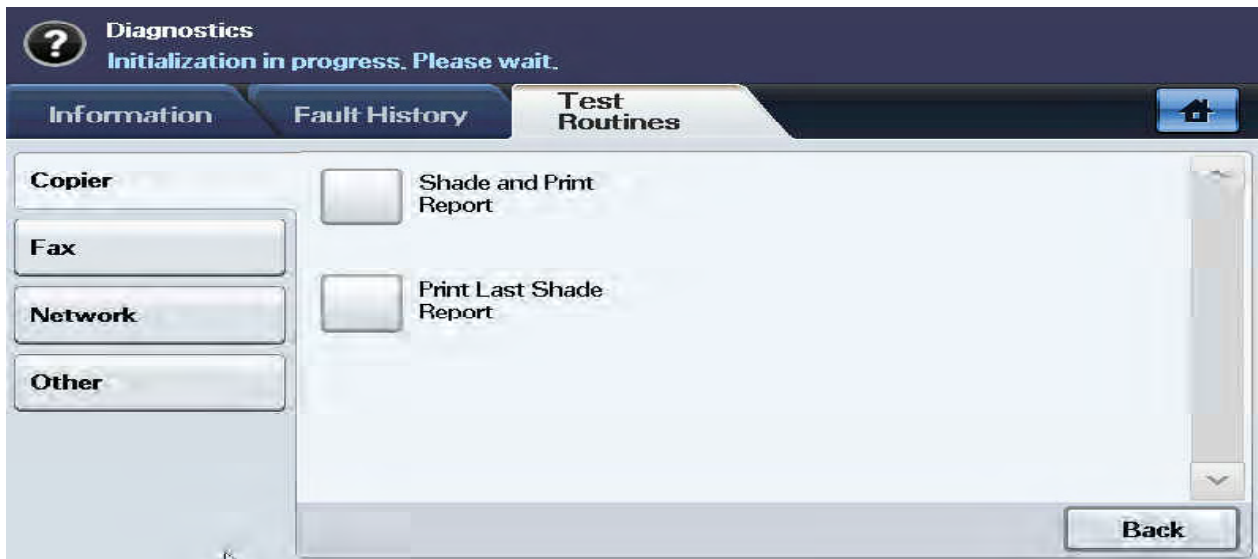 Diagnostics
Initialization in progress. Please wait.
Information
Fault History
Test
Routines
Copier
Fax
Network
Other
Shade and Print
Report
Print Last Shade
Report
Back